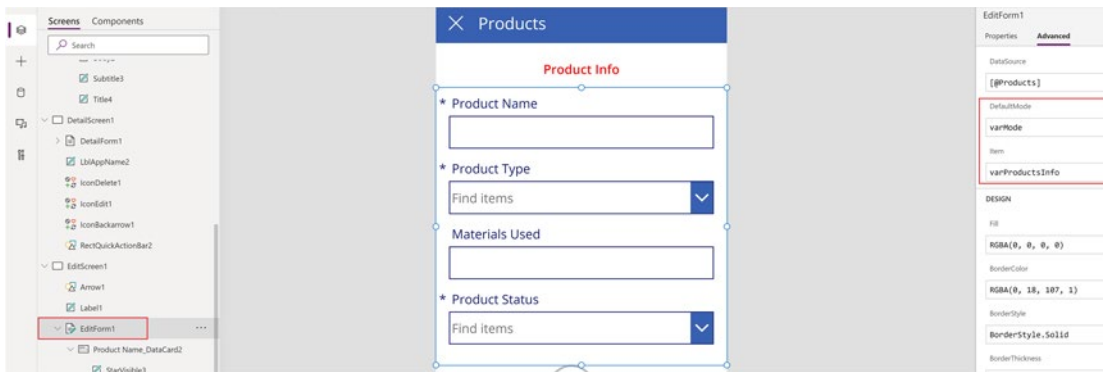 Screens Components
Search
Subtitle3
Title4
DetailScreen1
DetailForm1
LblAppName2
IconDelete1
IconEdit1
IconBackarrow1
RectQuickActionBar2
EditScreen1
Arrow1
Label1
EditForm1 ...
Product Name_DataCard2
StarVisible3
Products
Product Info
* Product Name
* Product Type
Find items
Materials Used
* Product Status
Find items
EditForm1
Properties Advanced
DataSource
[@Products]
DefaultMode
varMode
Item
varProductsInfo
DESIGN
Fill
RGBA(0, 0, 0, 0)
BorderColor
RGBA(0, 18, 107, 1)
BorderStyle
BorderStyle.Solid
BorderThickness